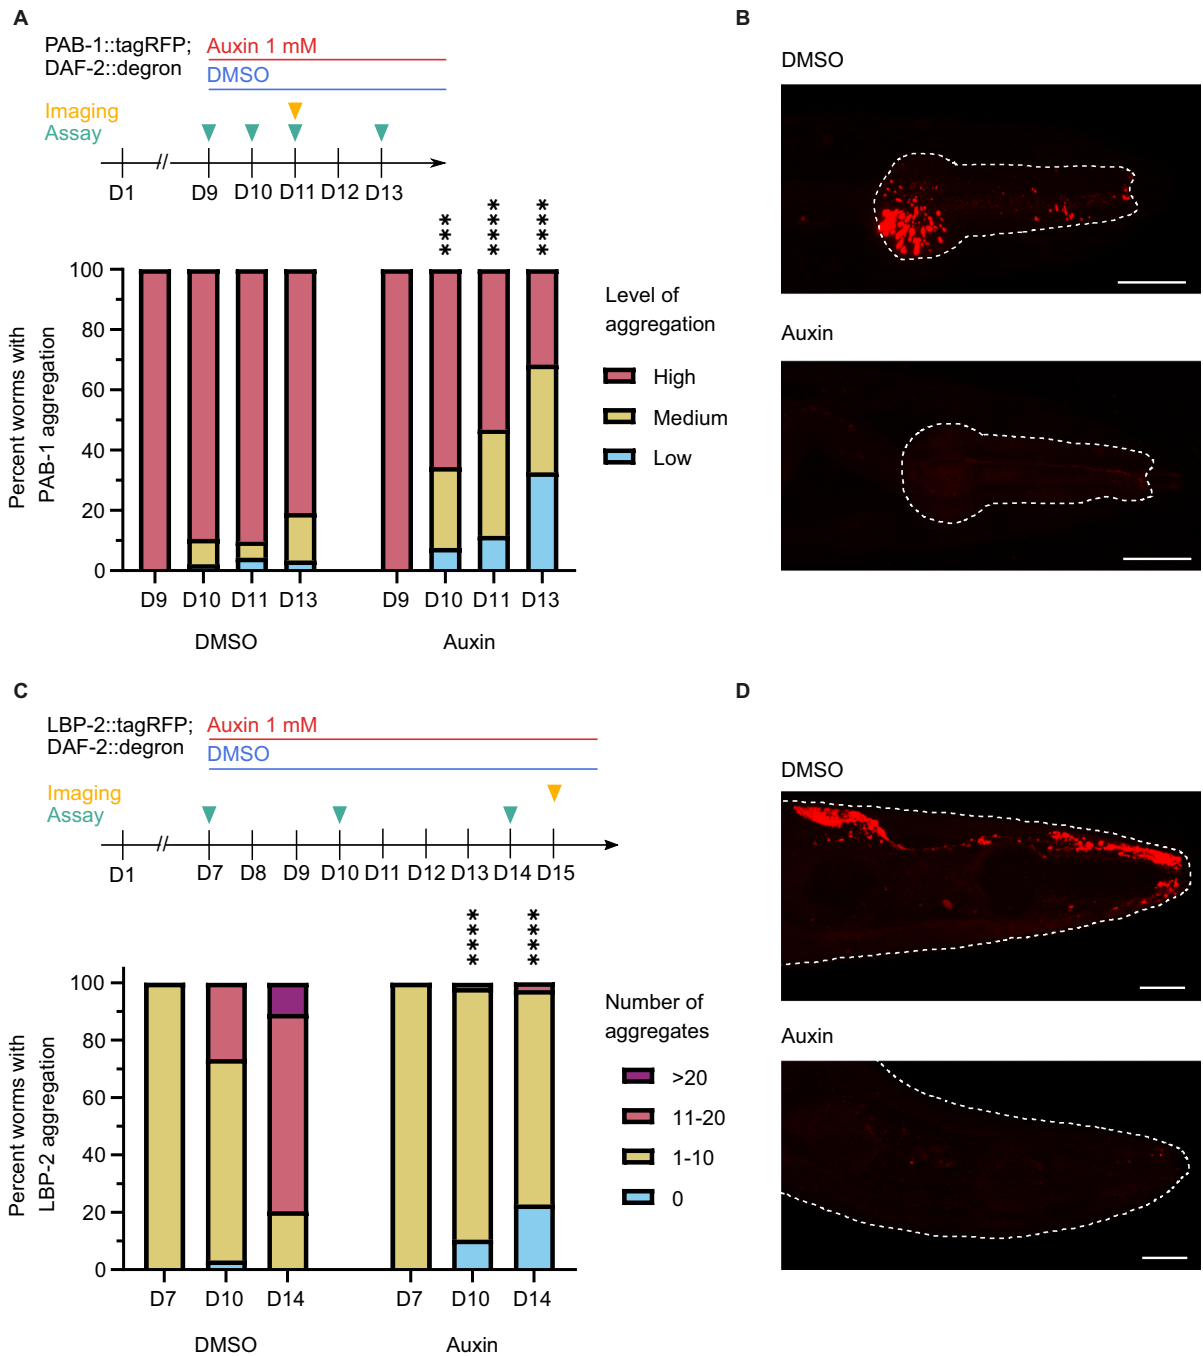 A
PAB-1::tagRFP; Auxin 1 mM
DAF-2::degron DMSO
Imaging
Assay
D1 // D9 D10 D11 D12 D13
*** **** ****
Percent worms with
PAB-1 aggregation
100
80
60
40
20
0
D9 D10 D11 D13 D9 D10 D11 D13
DMSO Auxin
Level of
aggregation
High
Medium
Low
B
DMSO
Auxin
C
LBP-2::tagRFP; Auxin 1 mM
DAF-2::degron DMSO
Imaging
Assay
D1 // D7 D8 D9 D10 D11 D12 D13 D14 D15
**** ****
Percent worms with
LBP-2 aggregation
100
80
60
40
20
0
D7 D10 D14 D7 D10 D14
DMSO Auxin
Number of
aggregates
>20
11-20
1-10
0
D
DMSO
Auxin